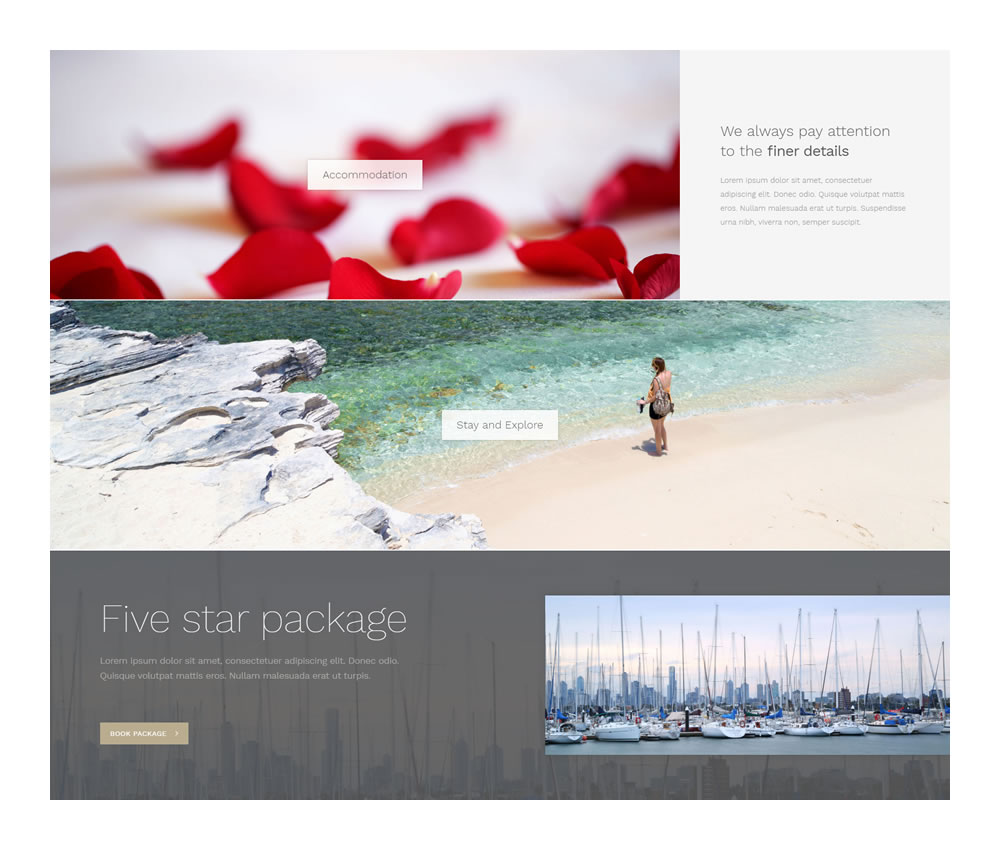 Accommodation
We always pay attention
to the finer details
Lorem ipsum dolor sit amet, consectetuer
adipiscing elit. Donec odio. Quisque volutpat mattis
eros. Nullam malesuada erat ut turpis. Suspendisse
urna nibh, viverra non, semper suscipit.
Stay and Explore
Five star package
Lorem ipsum dolor sit amet, consectetuer adipiscing elit. Donec odio.
Quisque volutpat mattis eros. Nullam malesuada erat ut turpis.
BOOK PACKAGE